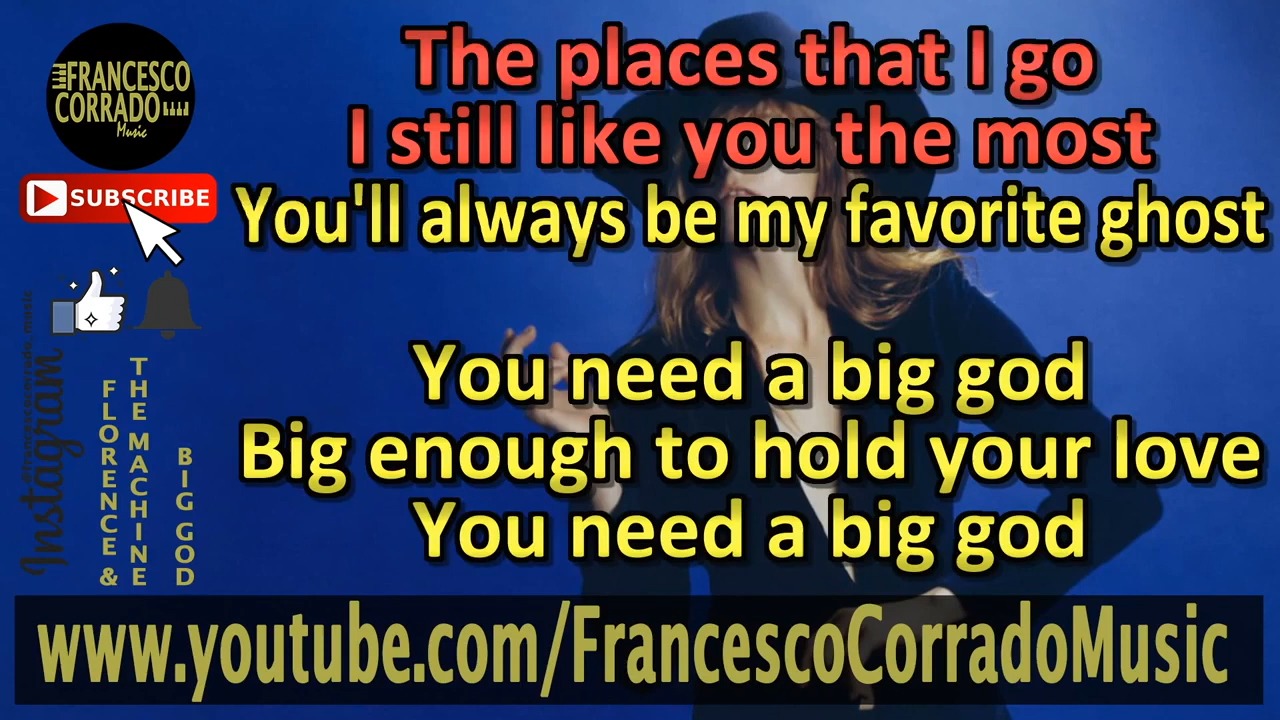 FRANCESCO
CORRADO
Music
SUBSCRIBE
The places that I go
I still like you the most
You'll always be my favorite ghost
You need a big god
Big enough to hold your love
You need a big god
Instagram
@francescocorrado_music
FLORENCE &
THE MACHINE
BIG GOD
www.youtube.com/FrancescoCorradoMusic